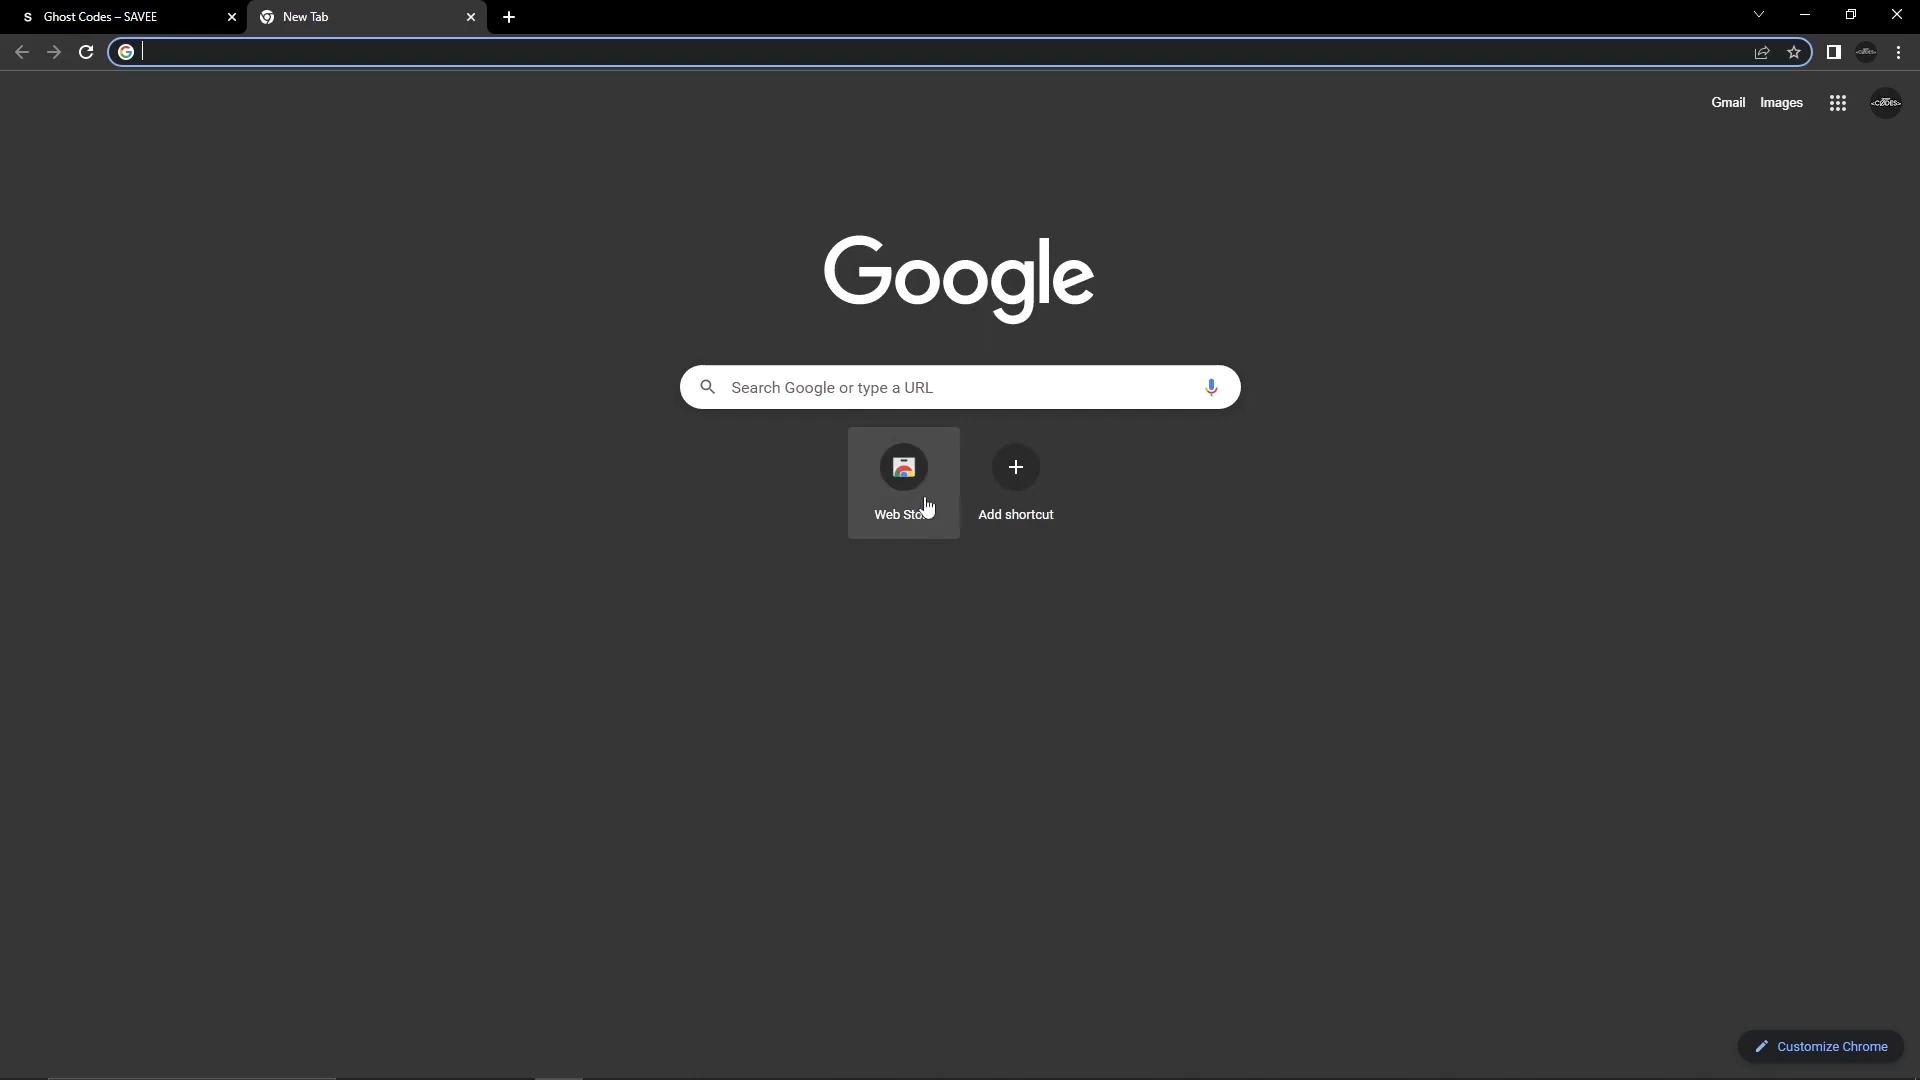 S Ghost Codes – SAVEE
New Tab
Gmail Images
<CØDES>
Google
Search Google or type a URL
Web Sto
Add shortcut
Customize Chrome